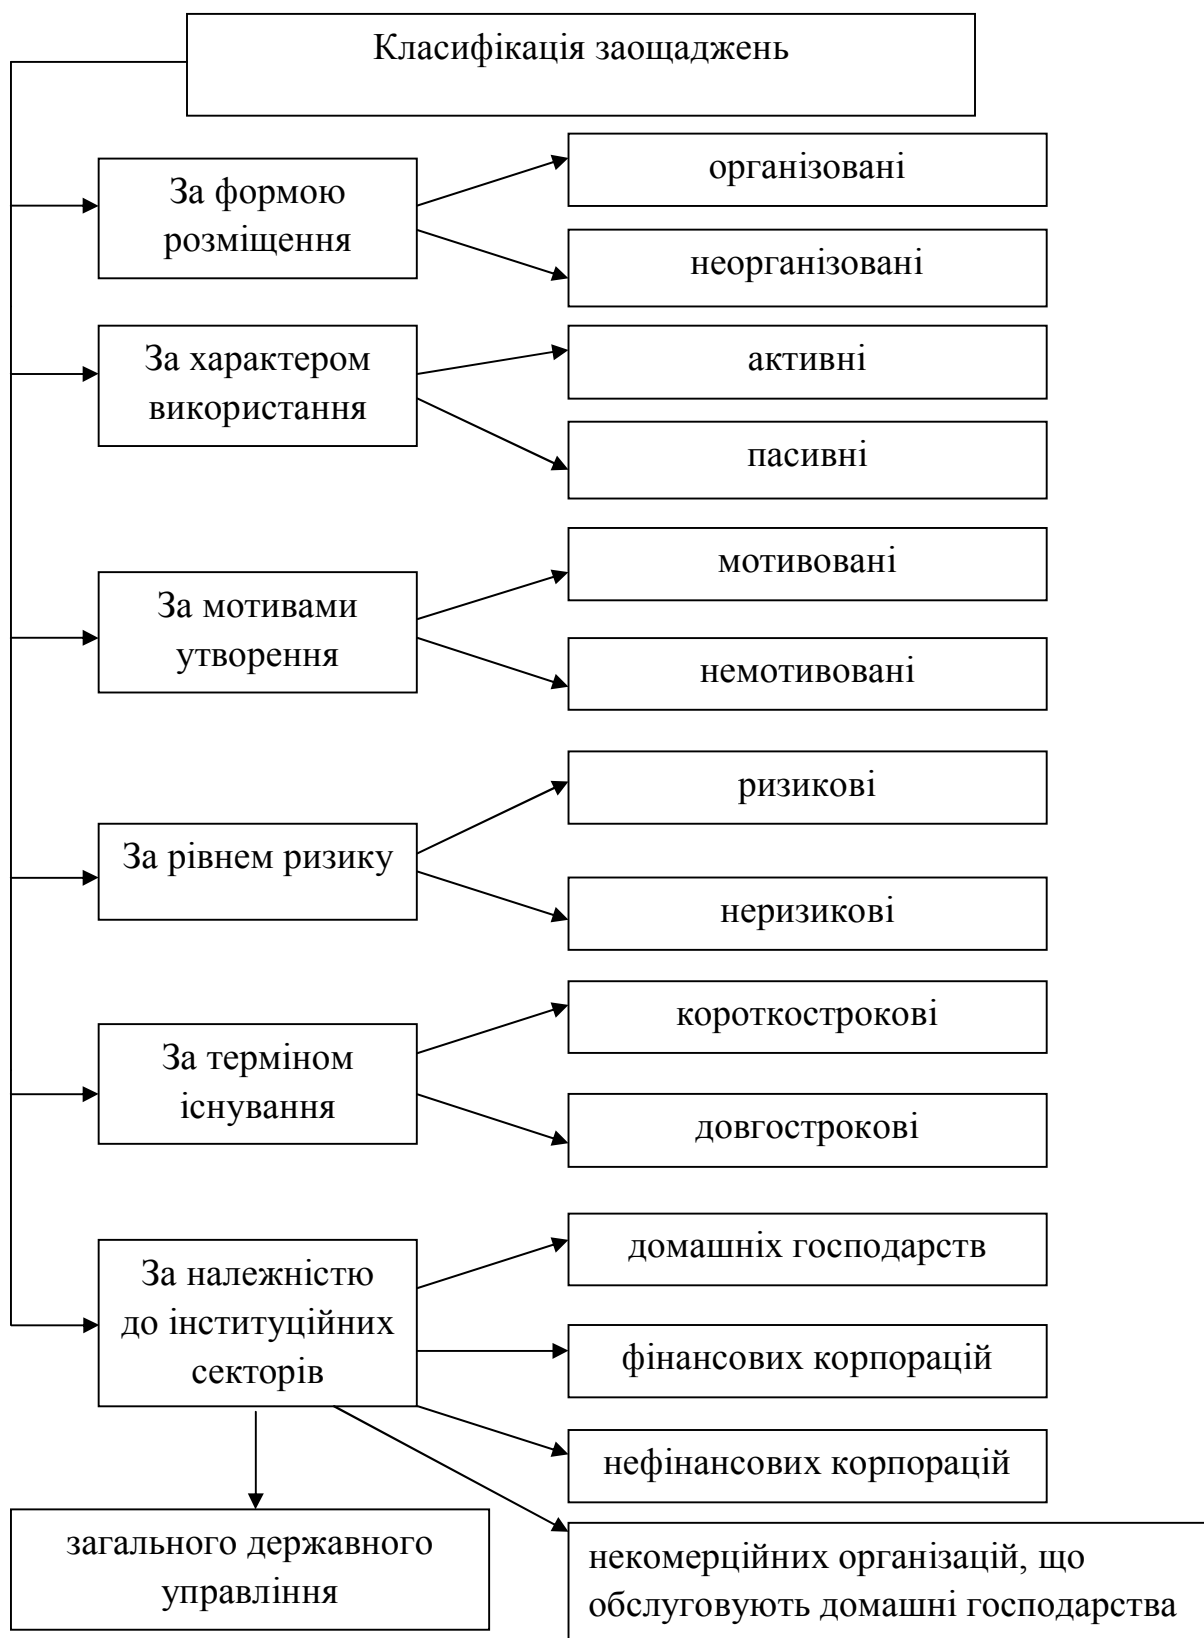 Класифікація заощаджень
За формою
розміщення
організовані
неорганізовані
За характером
використання
активні
пасивні
За мотивами
утворення
мотивовані
немотивовані
За рівнем ризику
ризикові
неризикові
За терміном
існування
короткострокові
довгострокові
За належністю
до інституційних
секторів
домашніх господарств
фінансових корпорацій
нефінансових корпорацій
загального державного
управління
некомерційних організацій, що
обслуговують домашні господарства